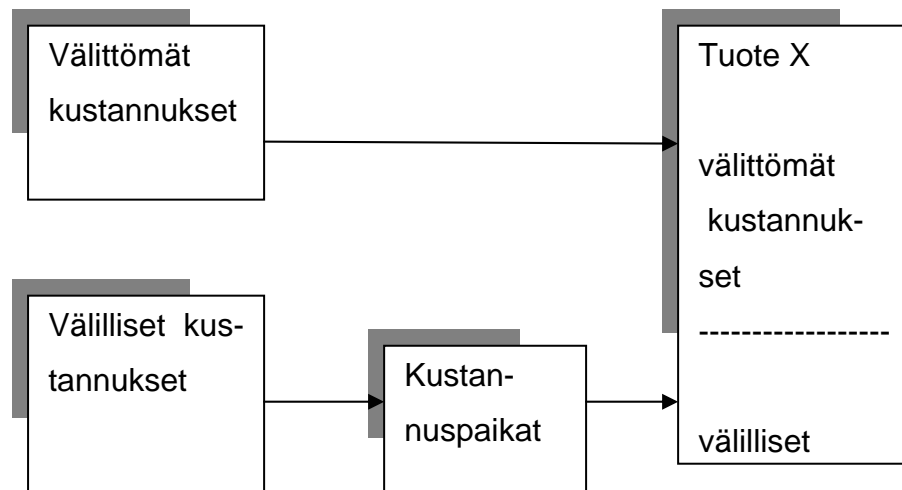 Välittömät
kustannukset
Tuote X
välittömät
kustannuk-
set
-------------------
välilliset
Välilliset kus-
tannukset
Kustan-
nuspaikat